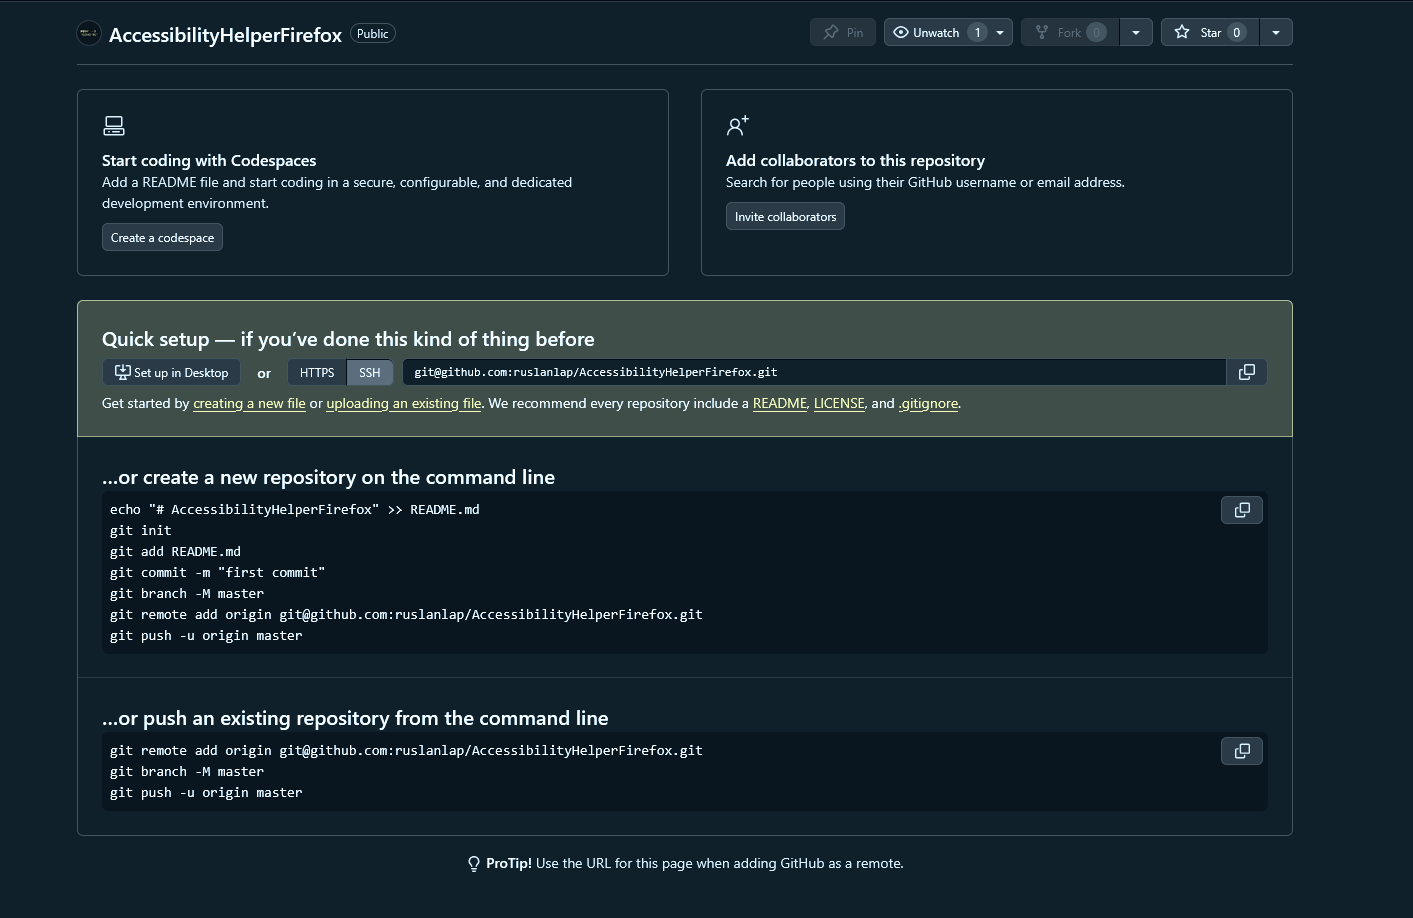 AccessibilityHelperFirefox Public
Pin
Unwatch 1
Fork 0
Star 0
Start coding with Codespaces
Add a README file and start coding in a secure, configurable, and dedicated
development environment.
Create a codespace
Add collaborators to this repository
Search for people using their GitHub username or email address.
Invite collaborators
Quick setup — if you’ve done this kind of thing before
Set up in Desktop or HTTPS SSH git@github.com:ruslanlap/AccessibilityHelperFirefox.git
Get started by creating a new file or uploading an existing file. We recommend every repository include a README, LICENSE, and .gitignore.
…or create a new repository on the command line
echo "# AccessibilityHelperFirefox" >> README.md
git init
git add README.md
git commit -m "first commit"
git branch -M master
git remote add origin git@github.com:ruslanlap/AccessibilityHelperFirefox.git
git push -u origin master
…or push an existing repository from the command line
git remote add origin git@github.com:ruslanlap/AccessibilityHelperFirefox.git
git branch -M master
git push -u origin master
ProTip! Use the URL for this page when adding GitHub as a remote.